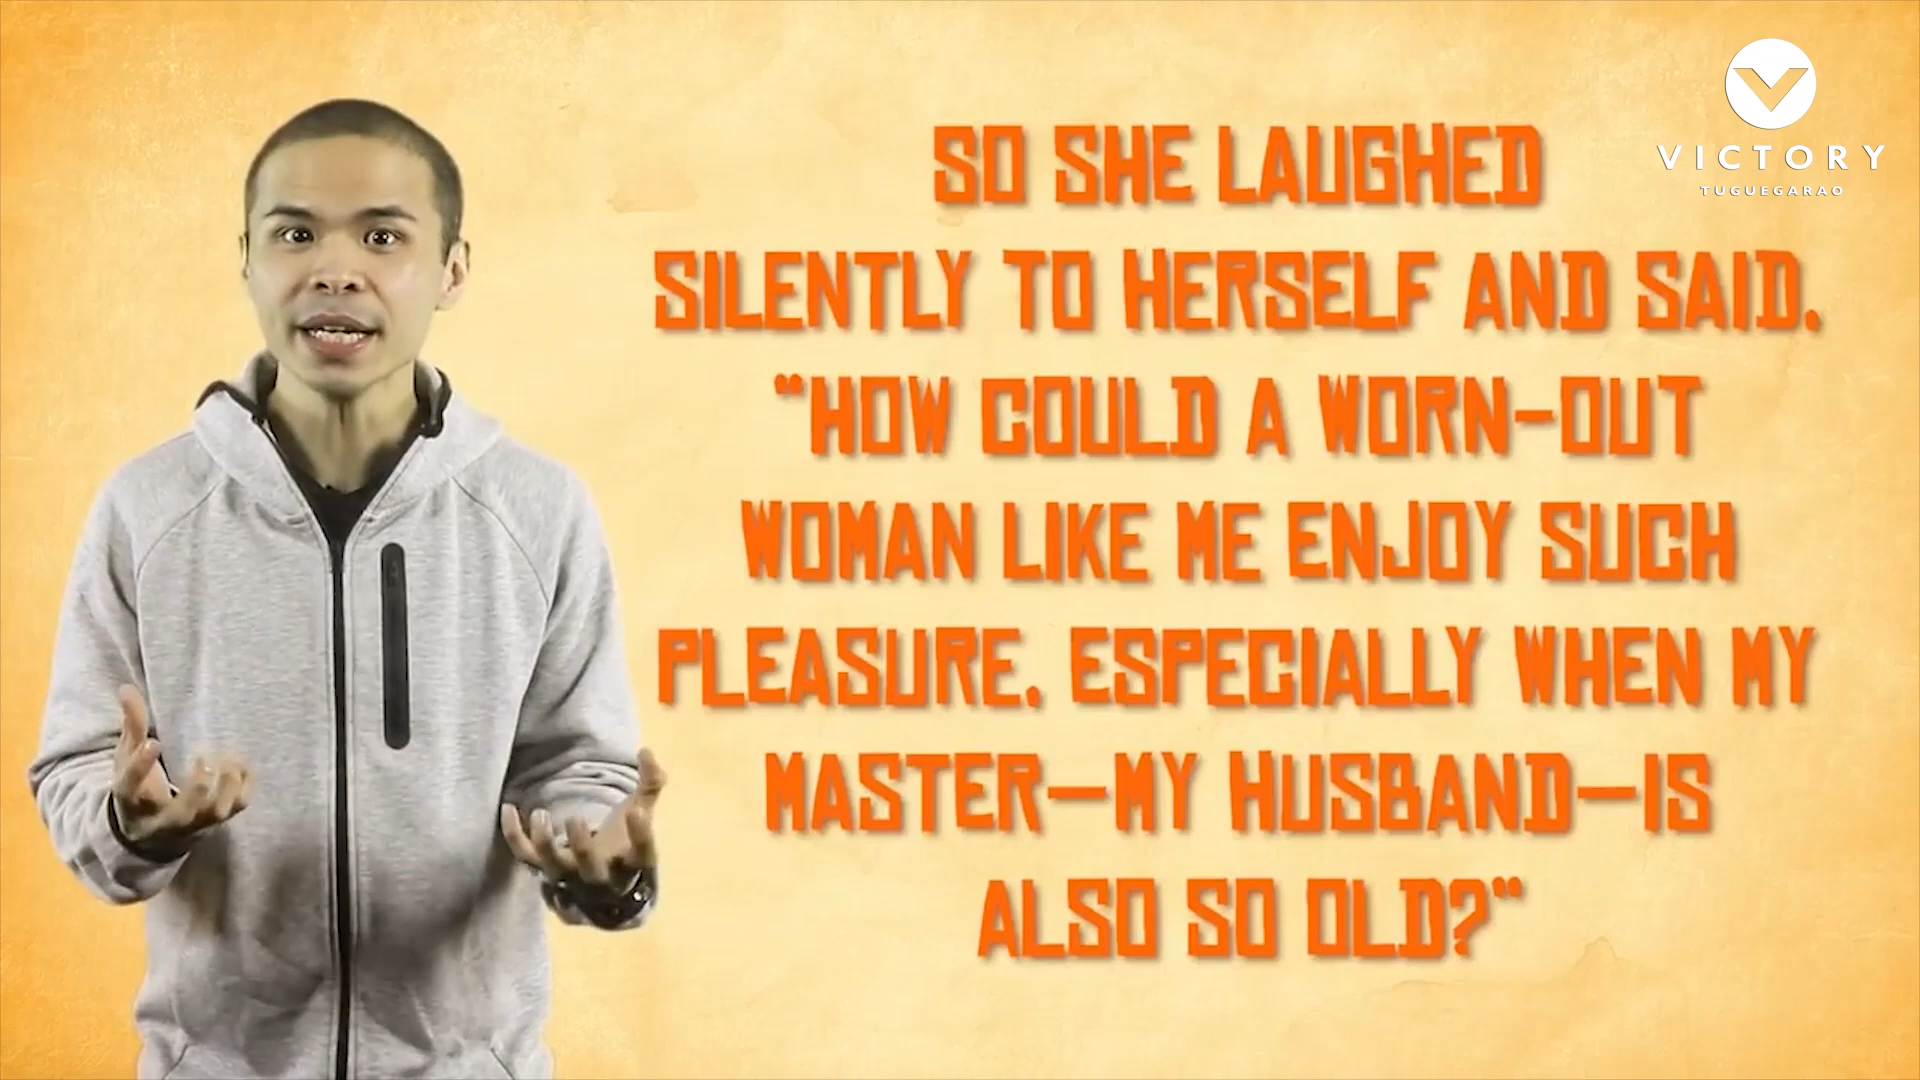 SO SHE LAUGHED
SILENTLY TO HERSELF AND SAID,
“HOW COULD A WORN-OUT
WOMAN LIKE ME ENJOY SUCH
PLEASURE, ESPECIALLY WHEN MY
MASTER—MY HUSBAND—IS
ALSO SO OLD?”
VICTORY
TUGUEGARAO